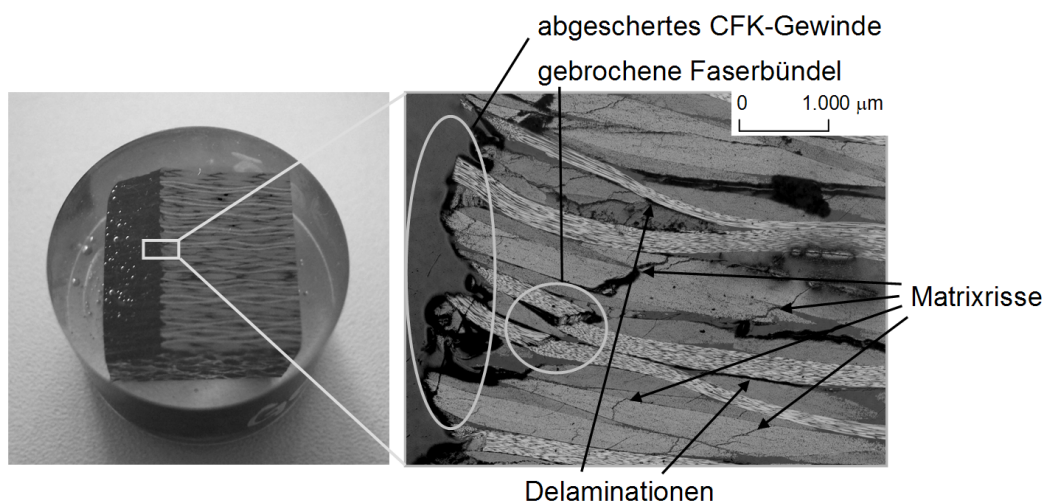 abgeschertes CFK-Gewinde
gebrochene Faserbündel
0 1.000 µm
Matrixrisse
Delaminationen